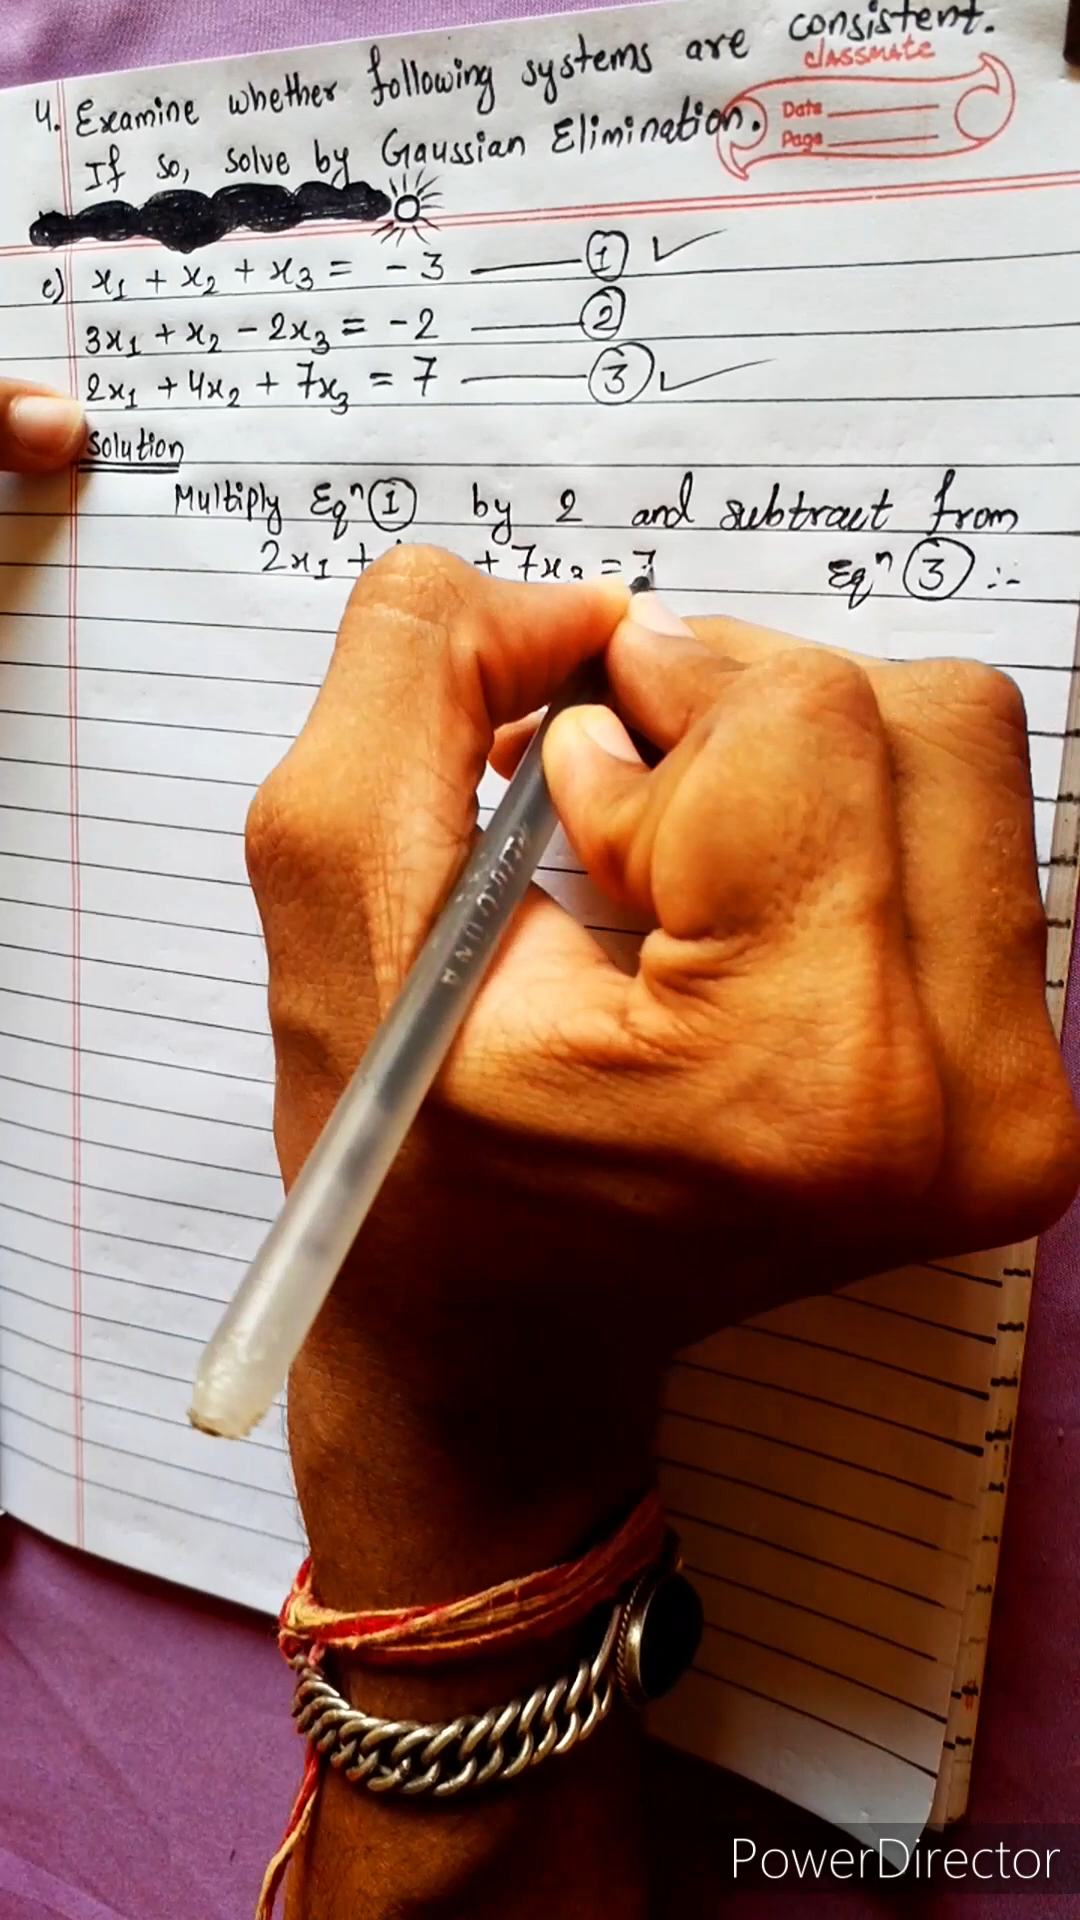 4. Examine whether following systems are consistent.
classmate
Date
Page
If so, solve by Gaussian Elimination.
c) x₁ + x₂ + x₃ = -3 ——— ① ✓
3x₁ + x₂ - 2x₃ = -2 ——— ②
2x₁ + 4x₂ + 7x₃ = 7 ——— ③ ✓
Solution
Multiply Eqⁿ ① by 2 and subtract from
2x₁ + + 7x₃ = 7 Eqⁿ ③ :-
PowerDirector